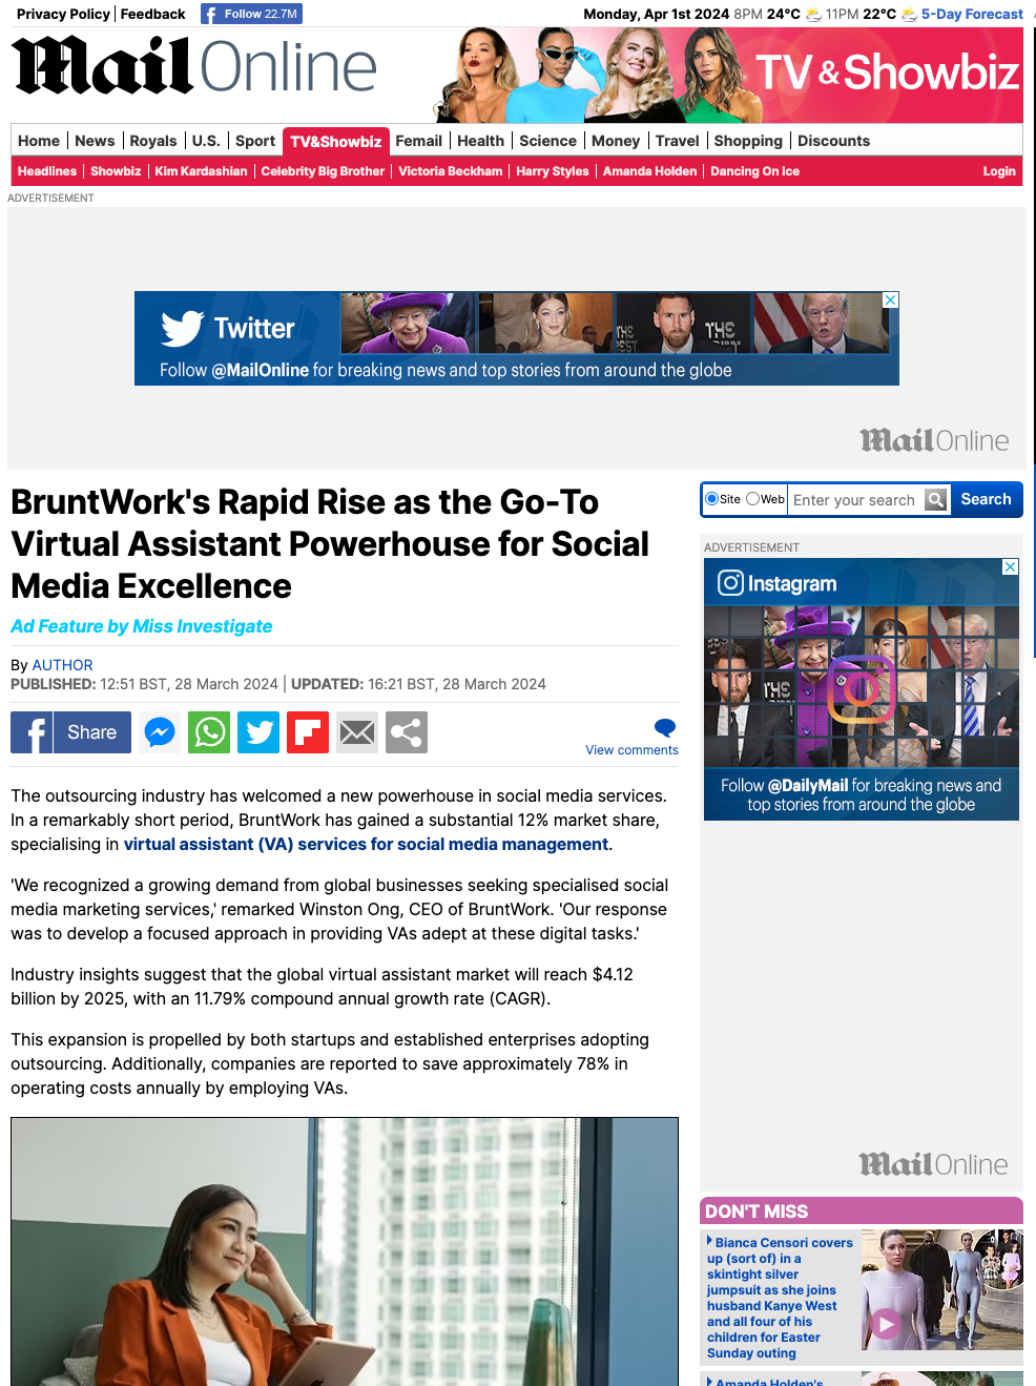 Privacy Policy | Feedback
Follow 22.7M
Monday, Apr 1st 2024 8PM 24°C 11PM 22°C 5-Day Forecast
Mail Online
TV & Showbiz
Home | News | Royals | U.S. | Sport | TV&Showbiz | Femail | Health | Science | Money | Travel | Shopping | Discounts
Headlines | Showbiz | Kim Kardashian | Celebrity Big Brother | Victoria Beckham | Harry Styles | Amanda Holden | Dancing On Ice
Login
ADVERTISEMENT
Twitter
Follow @MailOnline for breaking news and top stories from around the globe
Mail Online
BruntWork's Rapid Rise as the Go-To
Virtual Assistant Powerhouse for Social
Media Excellence
Ad Feature by Miss Investigate
By AUTHOR
PUBLISHED: 12:51 BST, 28 March 2024 | UPDATED: 16:21 BST, 28 March 2024
Share
View comments
The outsourcing industry has welcomed a new powerhouse in social media services.
In a remarkably short period, BruntWork has gained a substantial 12% market share,
specialising in virtual assistant (VA) services for social media management.
'We recognized a growing demand from global businesses seeking specialised social
media marketing services,' remarked Winston Ong, CEO of BruntWork. 'Our response
was to develop a focused approach in providing VAs adept at these digital tasks.'
Industry insights suggest that the global virtual assistant market will reach $4.12
billion by 2025, with an 11.79% compound annual growth rate (CAGR).
This expansion is propelled by both startups and established enterprises adopting
outsourcing. Additionally, companies are reported to save approximately 78% in
operating costs annually by employing VAs.
Site Web Enter your search Search
ADVERTISEMENT
Instagram
Follow @DailyMail for breaking news and
top stories from around the globe
Mail Online
DON'T MISS
Bianca Censori covers
up (sort of) in a
skintight silver
jumpsuit as she joins
husband Kanye West
and all four of his
children for Easter
Sunday outing
Amanda Holden's